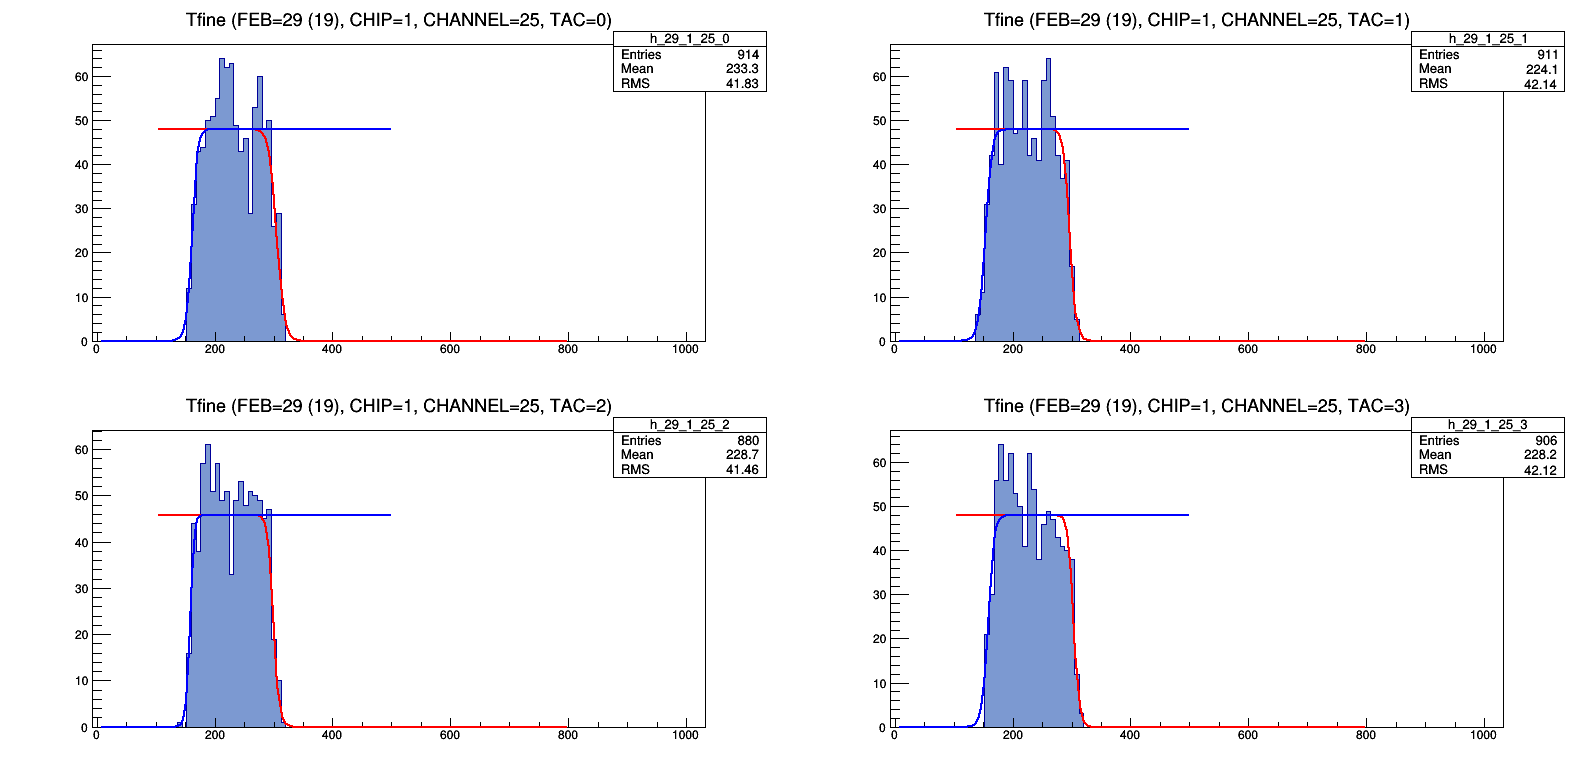 Tfine (FEB=29 (19), CHIP=1, CHANNEL=25, TAC=0)
h_29_1_25_0
Entries 914
Mean 233.3
RMS 41.83
60
50
40
30
20
10
0
0 200 400 600 800 1000
Tfine (FEB=29 (19), CHIP=1, CHANNEL=25, TAC=1)
h_29_1_25_1
Entries 911
Mean 224.1
RMS 42.14
60
50
40
30
20
10
0
0 200 400 600 800 1000
Tfine (FEB=29 (19), CHIP=1, CHANNEL=25, TAC=2)
h_29_1_25_2
Entries 880
Mean 228.7
RMS 41.46
60
50
40
30
20
10
0
0 200 400 600 800 1000
Tfine (FEB=29 (19), CHIP=1, CHANNEL=25, TAC=3)
h_29_1_25_3
Entries 906
Mean 228.2
RMS 42.12
60
50
40
30
20
10
0
0 200 400 600 800 1000